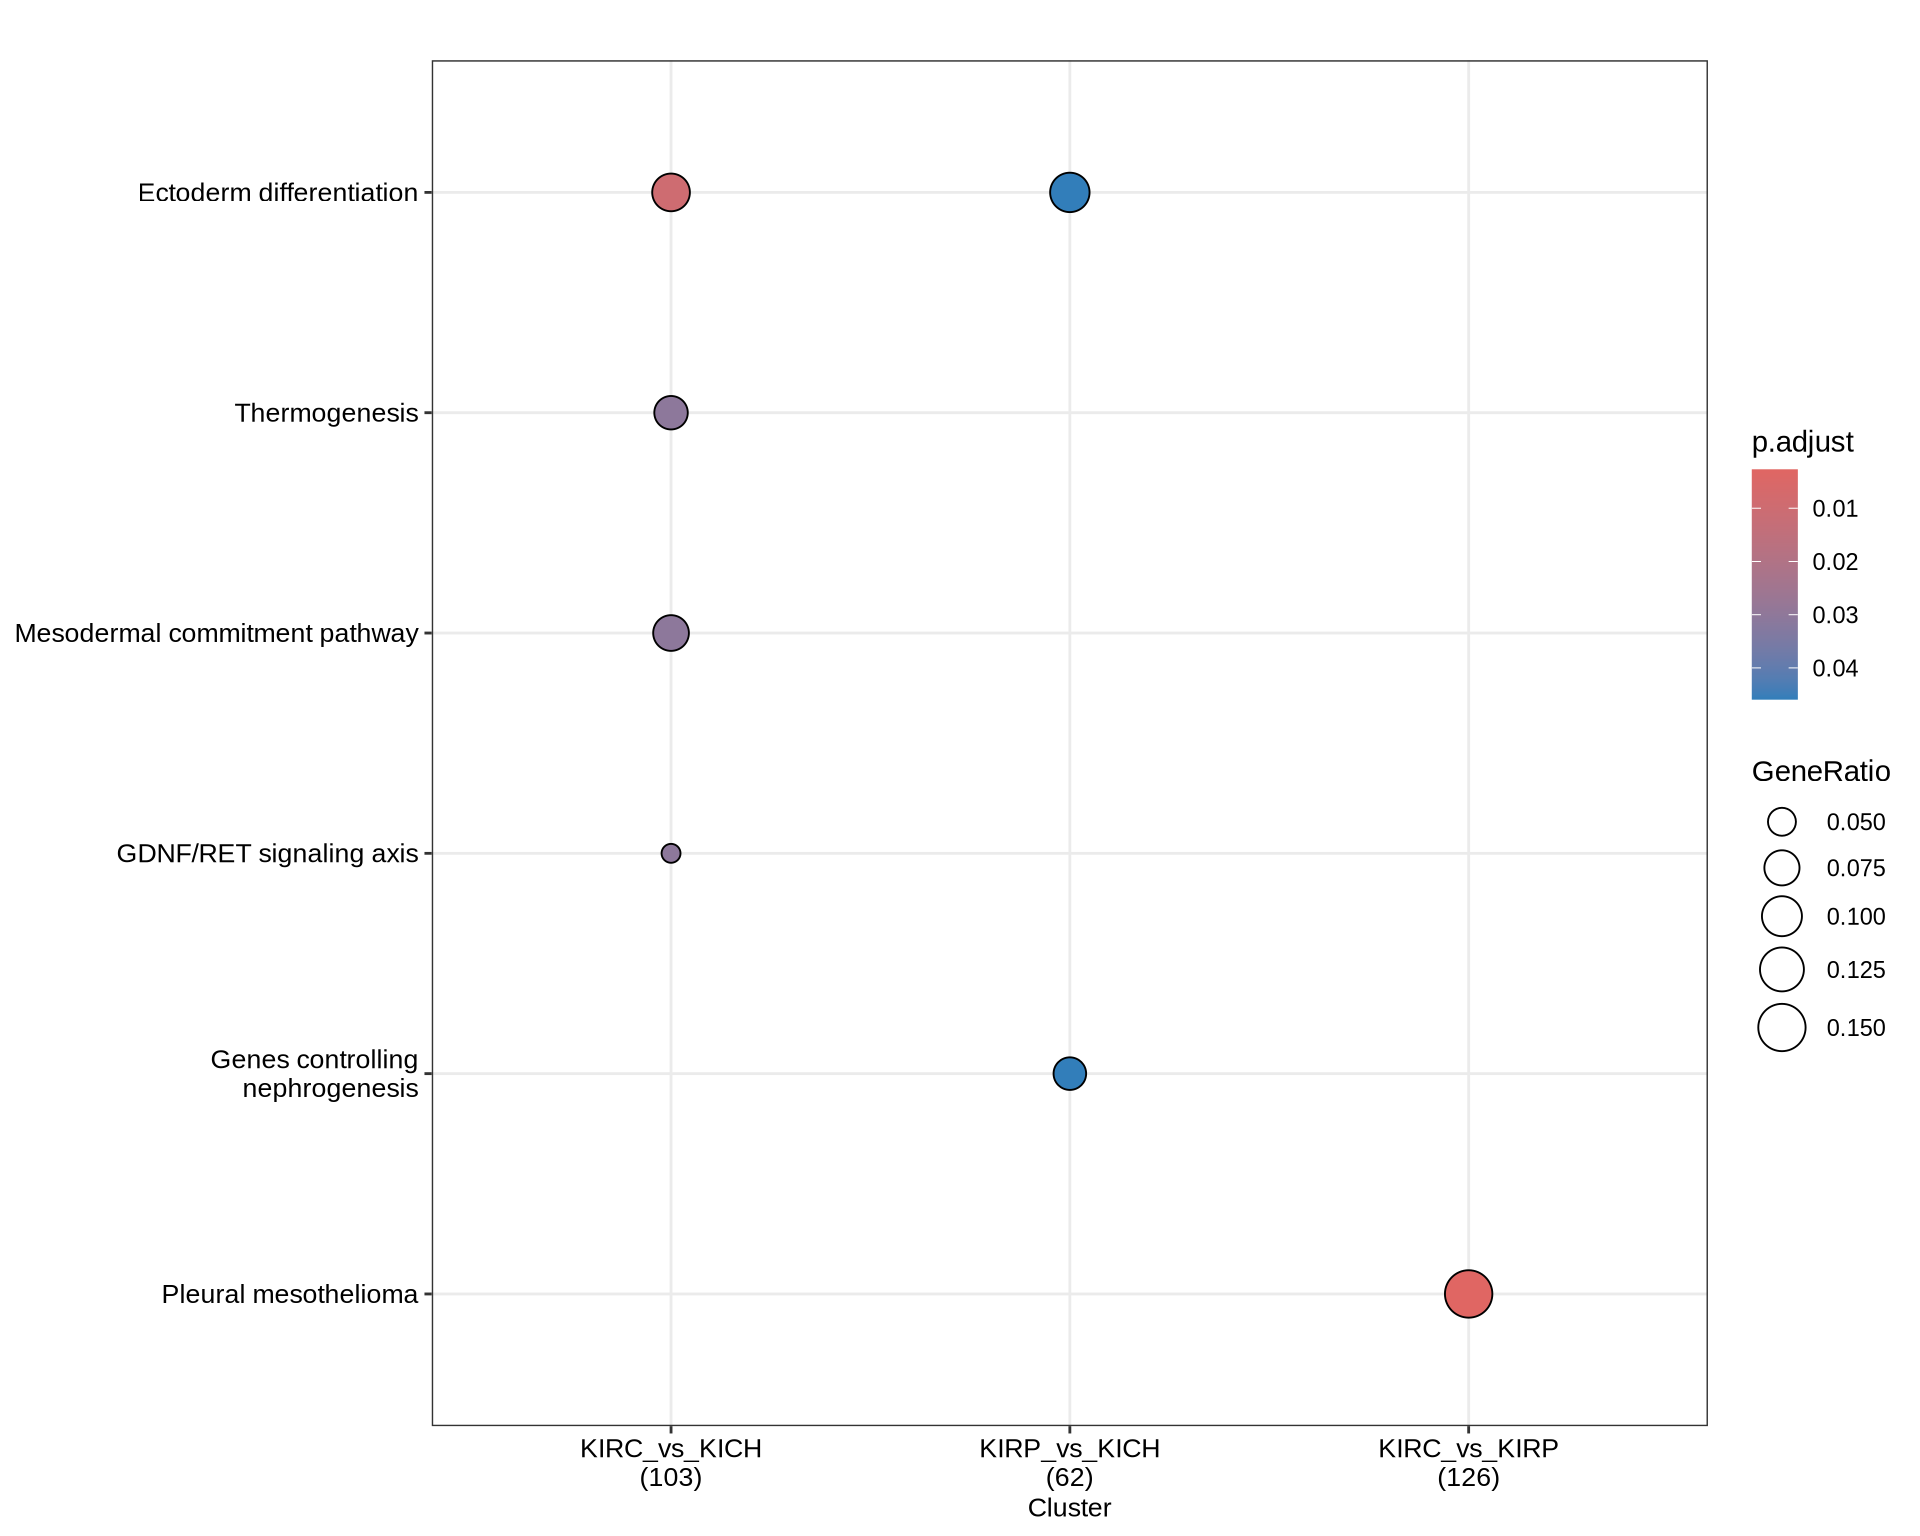 Ectoderm differentiation
Thermogenesis
Mesodermal commitment pathway
GDNF/RET signaling axis
Genes controlling
nephrogenesis
Pleural mesothelioma
KIRC_vs_KICH
(103)
KIRP_vs_KICH
(62)
KIRC_vs_KIRP
(126)
Cluster
p.adjust
0.01
0.02
0.03
0.04
GeneRatio
0.050
0.075
0.100
0.125
0.150